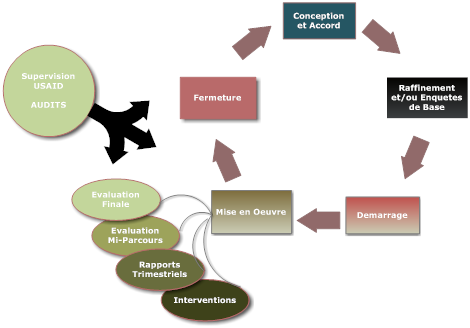 Conception
et Accord
Supervision
USAID
AUDITS
Fermeture
Raffinement
et/ou Enquetes
de Base
Evaluation
Finale
Mise en Oeuvre
Demarrage
Evaluation
Mi-Parcours
Rapports
Trimestriels
Interventions